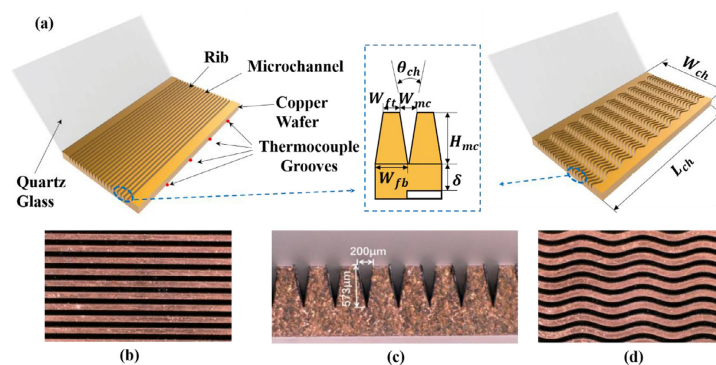 (a)
Rib
Microchannel
Copper
Wafer
Thermocouple
Grooves
Quartz
Glass
θch
Wft
Wmc
Hmc
Wfb
δ
(d)
Wch
Lch
200μm
573μm
(b)
(c)
(d)